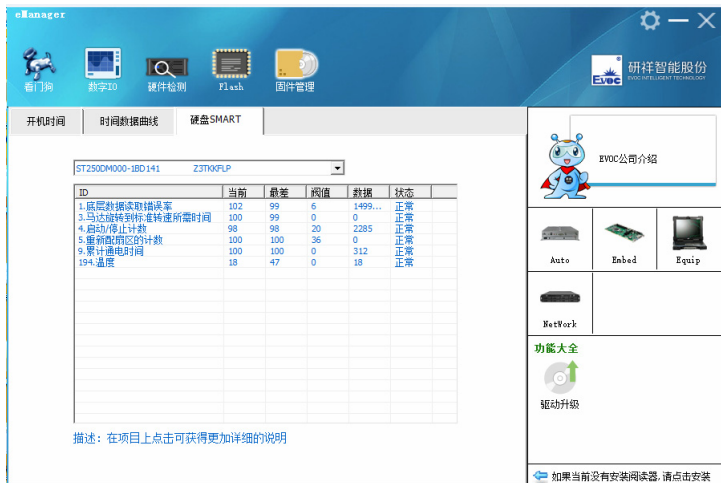 eManager
看门狗 数字IO 硬件检测 Flash 固件管理
Evoc 研祥智能股份
EVOC INTELLIGENT TECHNOLOGY
开机时间 时间数据曲线 硬盘SMART
ST250DM000-1BD141 Z3TKKFLP
ID 当前 最差 阀值 数据 状态
1.底层数据读取错误率 102 99 6 1499... 正常
3.马达旋转到标准转速所需时间 100 99 0 0 正常
4.启动/停止计数 98 98 20 2285 正常
5.重新配扇区的计数 100 100 36 0 正常
9.累计通电时间 100 100 0 312 正常
194.温度 18 47 0 18 正常
描述：在项目上点击可获得更加详细的说明
EVOC公司介绍
Auto Embed Equip
NetWork
功能大全
驱动升级
如果当前没有安装阅读器,请点击安装